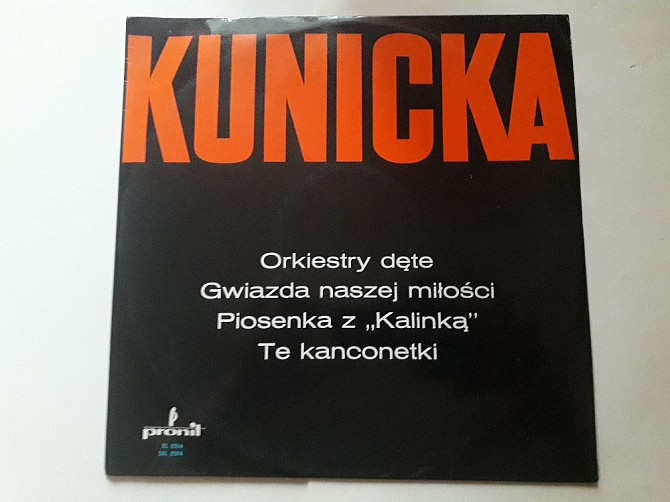 KUNICKA
Orkiestry dęte
Gwiazda naszej miłości
Piosenka z „Kalinką”
Te kanconetki
pronit